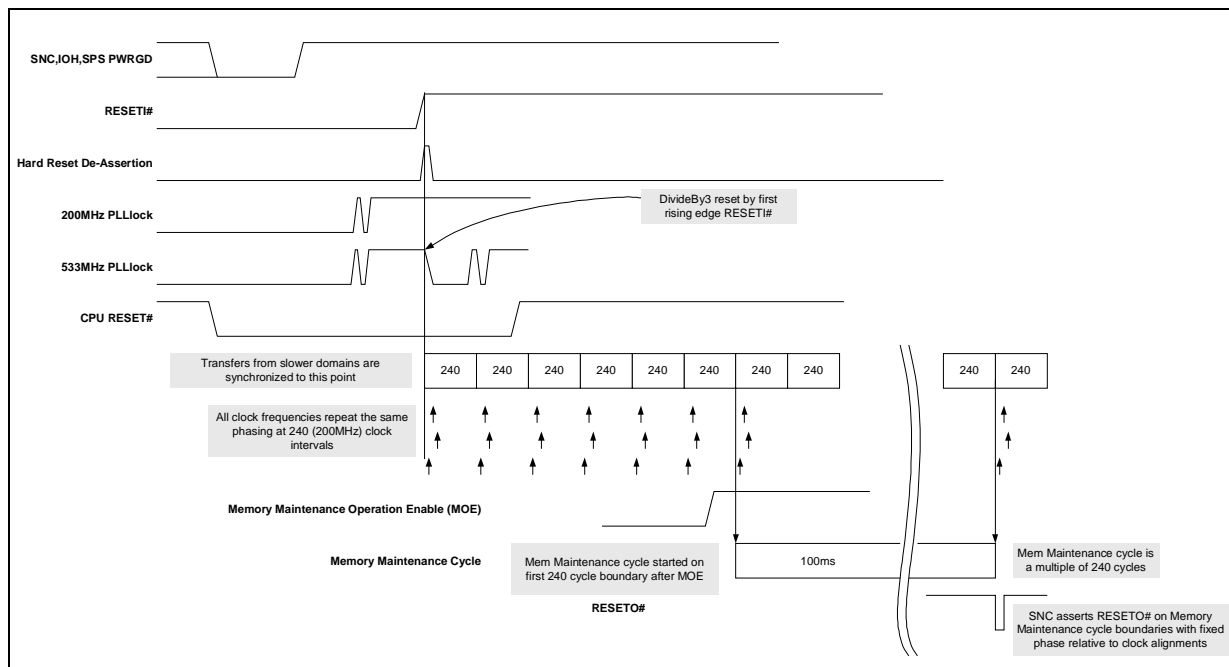 SNC,IOH,SPS PWRGD
RESETI#
Hard Reset De-Assertion
200MHz PLLlock
DivideBy3 reset by first
rising edge RESETI#
533MHz PLLlock
CPU RESET#
Transfers from slower domains are
synchronized to this point
240 240 240 240 240 240 240 240 240 240
All clock frequencies repeat the same
phasing at 240 (200MHz) clock
intervals
Memory Maintenance Operation Enable (MOE)
Memory Maintenance Cycle
Mem Maintenance cycle started on
first 240 cycle boundary after MOE
100ms
Mem Maintenance cycle is
a multiple of 240 cycles
RESETO#
SNC asserts RESETO# on Memory
Maintenance cycle boundaries with fixed
phase relative to clock alignments